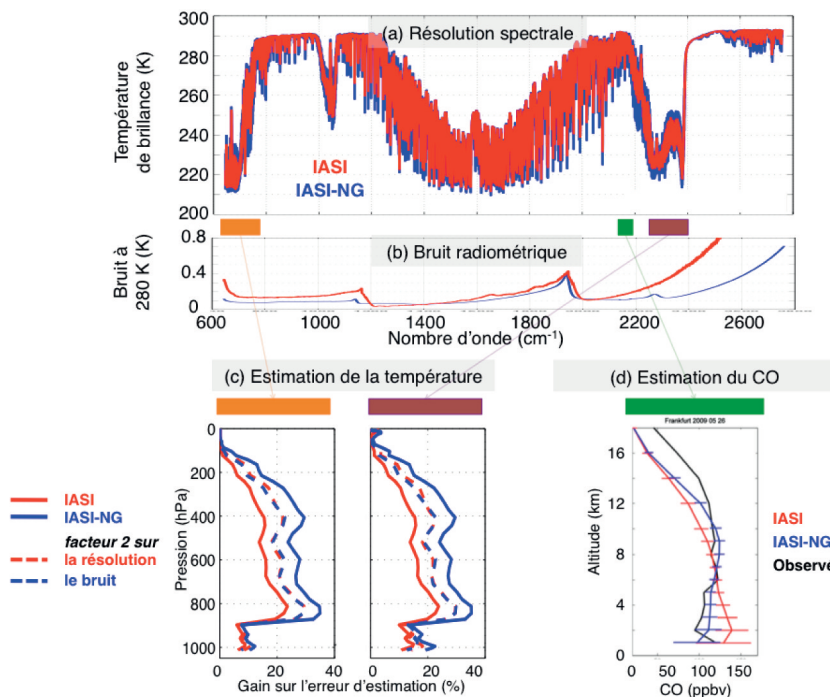 (a) Résolution spectrale
Température
de brillance (K)
300
280
260
240
220
200
IASI
IASI-NG
(b) Bruit radiométrique
Bruit à
280 K (K)
0.8
0.4
0
600
1000
1400
1800
2200
2600
Nombre d'onde (cm-1)
(c) Estimation de la température
(d) Estimation du CO
IASI
IASI-NG
facteur 2 sur
la résolution
le bruit
Pression (hPa)
0
200
400
600
800
1000
0
20
40
0
20
40
Gain sur l'erreur d'estimation (%)
Frankfurt 2009 05 26
Altitude (km)
16
12
8
4
0
0
50
100
150
CO (ppbv)
IASI
IASI-NG
Observé